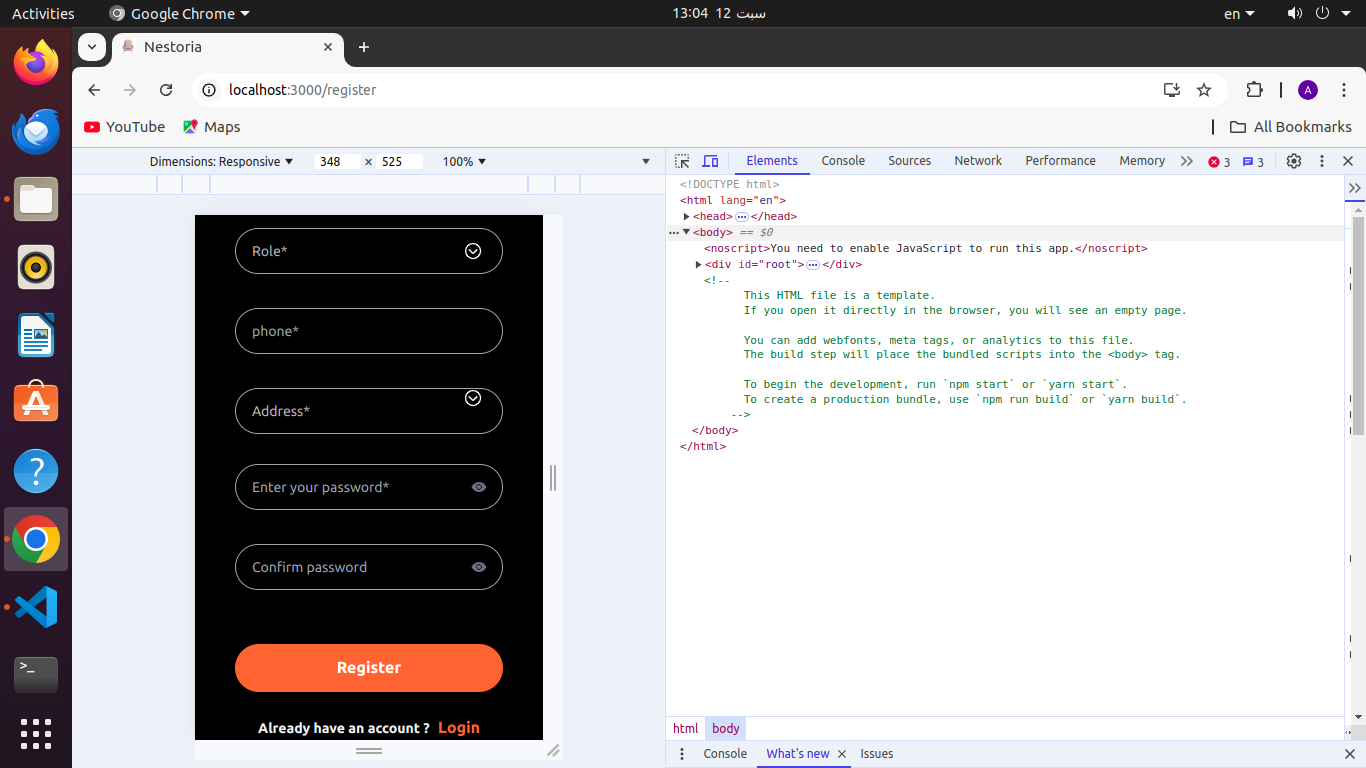 Activities
Google Chrome
13:04 12 سبت
en
Nestoria
localhost:3000/register
A
YouTube
Maps
All Bookmarks
Dimensions: Responsive
348 × 525
100%
Elements
Console
Sources
Network
Performance
Memory
3
3
<!DOCTYPE html>
<html lang="en">
<head> </head>
<body> == $0
<noscript>You need to enable JavaScript to run this app.</noscript>
<div id="root"> </div>
<!--
This HTML file is a template.
If you open it directly in the browser, you will see an empty page.
You can add webfonts, meta tags, or analytics to this file.
The build step will place the bundled scripts into the <body> tag.
To begin the development, run `npm start` or `yarn start`.
To create a production bundle, use `npm run build` or `yarn build`.
-->
</body>
</html>
Role*
phone*
Address*
Enter your password*
Confirm password
Register
Already have an account ? Login
html
body
Console
What's new
Issues